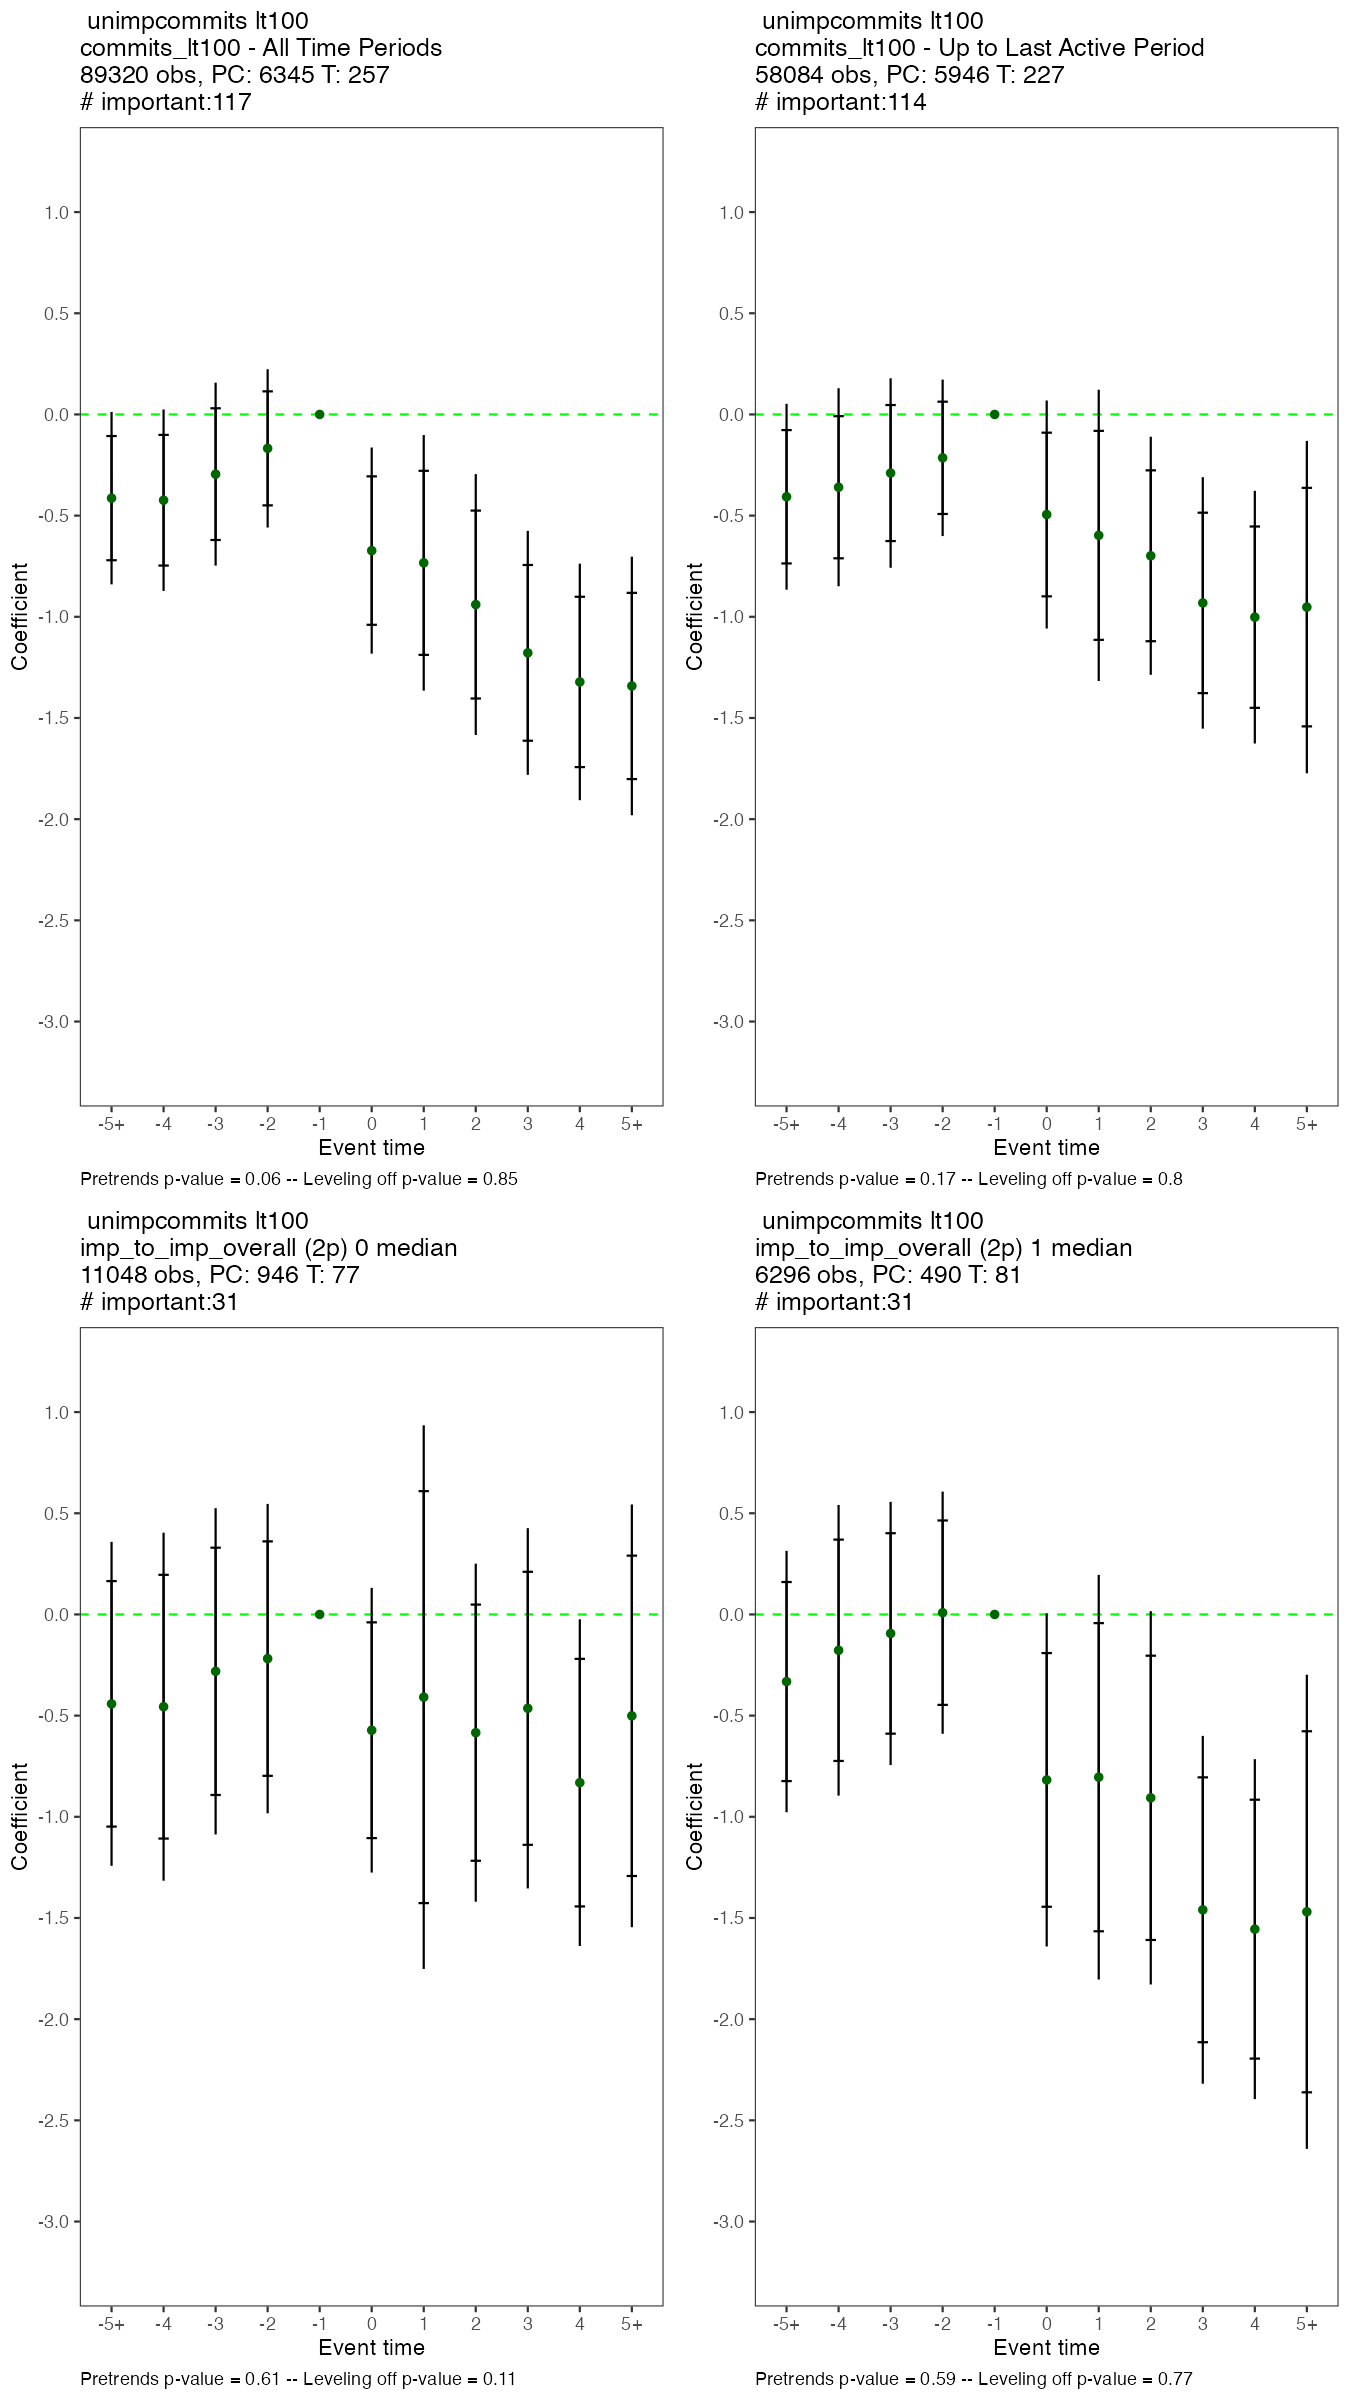 unimpcommits lt100
commits_lt100 - All Time Periods
89320 obs, PC: 6345 T: 257
# important:117
1.0
0.5
0.0
-0.5
-1.0
-1.5
-2.0
-2.5
-3.0
Coefficient
-5+ -4 -3 -2 -1 0 1 2 3 4 5+
Event time
Pretrends p-value = 0.06 -- Leveling off p-value = 0.85
unimpcommits lt100
commits_lt100 - Up to Last Active Period
58084 obs, PC: 5946 T: 227
# important:114
1.0
0.5
0.0
-0.5
-1.0
-1.5
-2.0
-2.5
-3.0
Coefficient
-5+ -4 -3 -2 -1 0 1 2 3 4 5+
Event time
Pretrends p-value = 0.17 -- Leveling off p-value = 0.8
unimpcommits lt100
imp_to_imp_overall (2p) 0 median
11048 obs, PC: 946 T: 77
# important:31
1.0
0.5
0.0
-0.5
-1.0
-1.5
-2.0
-2.5
-3.0
Coefficient
-5+ -4 -3 -2 -1 0 1 2 3 4 5+
Event time
Pretrends p-value = 0.61 -- Leveling off p-value = 0.11
unimpcommits lt100
imp_to_imp_overall (2p) 1 median
6296 obs, PC: 490 T: 81
# important:31
1.0
0.5
0.0
-0.5
-1.0
-1.5
-2.0
-2.5
-3.0
Coefficient
-5+ -4 -3 -2 -1 0 1 2 3 4 5+
Event time
Pretrends p-value = 0.59 -- Leveling off p-value = 0.77